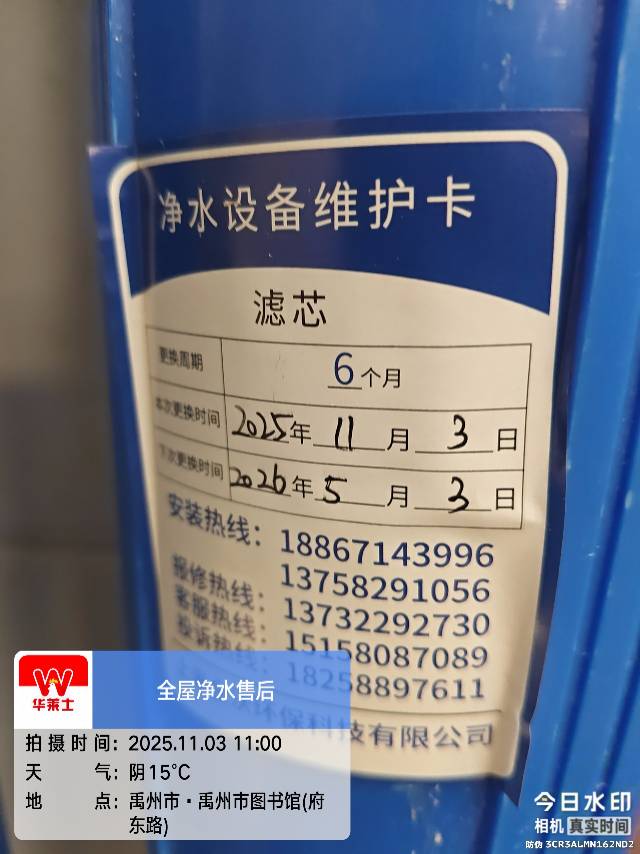 净水设备维护卡
滤芯
更换周期 6个月
本次更换时间 2025年11月3日
下次更换时间 2026年5月3日
安装热线：18867143996
13758291056
报修热线：13732292730
客服热线：15158087089
投诉热线：18258897611
环保科技有限公司
华莱士
全屋净水售后
拍摄时间：2025.11.03 11:00
天气：阴15℃
地点：禹州市·禹州市图书馆(府
东路)
今日水印
相机 真实时间
防伪 3CR3ALMN162ND2